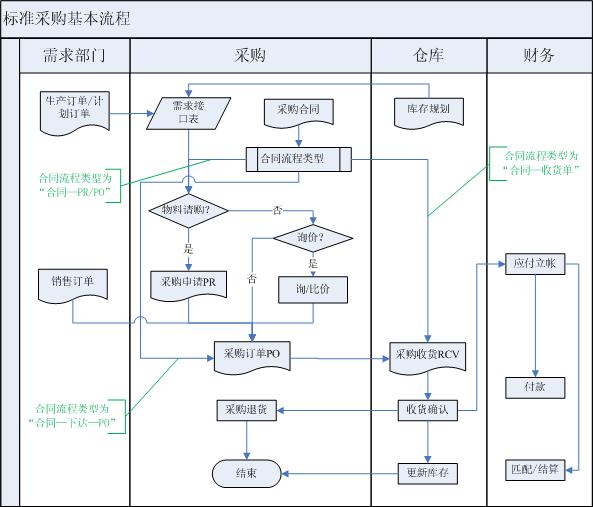 标准采购基本流程
需求部门
采购
仓库
财务
生产订单/计
划订单
需求接
口表
采购合同
库存规划
合同流程类型为
“合同—PR/PO”
合同流程类型
合同流程类型为
“合同—收货单”
物料请购?
否
询价?
是
否
是
销售订单
采购申请PR
询/比价
应付立帐
采购订单PO
采购收货RCV
付款
合同流程类型为
“合同—下达—PO”
采购退货
收货确认
结束
更新库存
匹配/结算